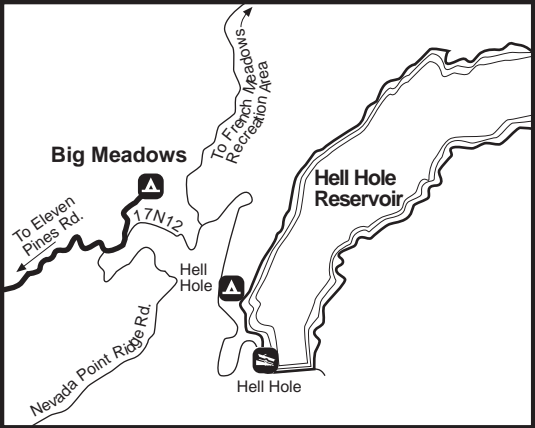 To French Meadows
Recreation Area
Big Meadows
Hell Hole
Reservoir
17N12
To Eleven
Pines Rd.
Hell
Hole
Nevada Point Ridge Rd.
Hell Hole